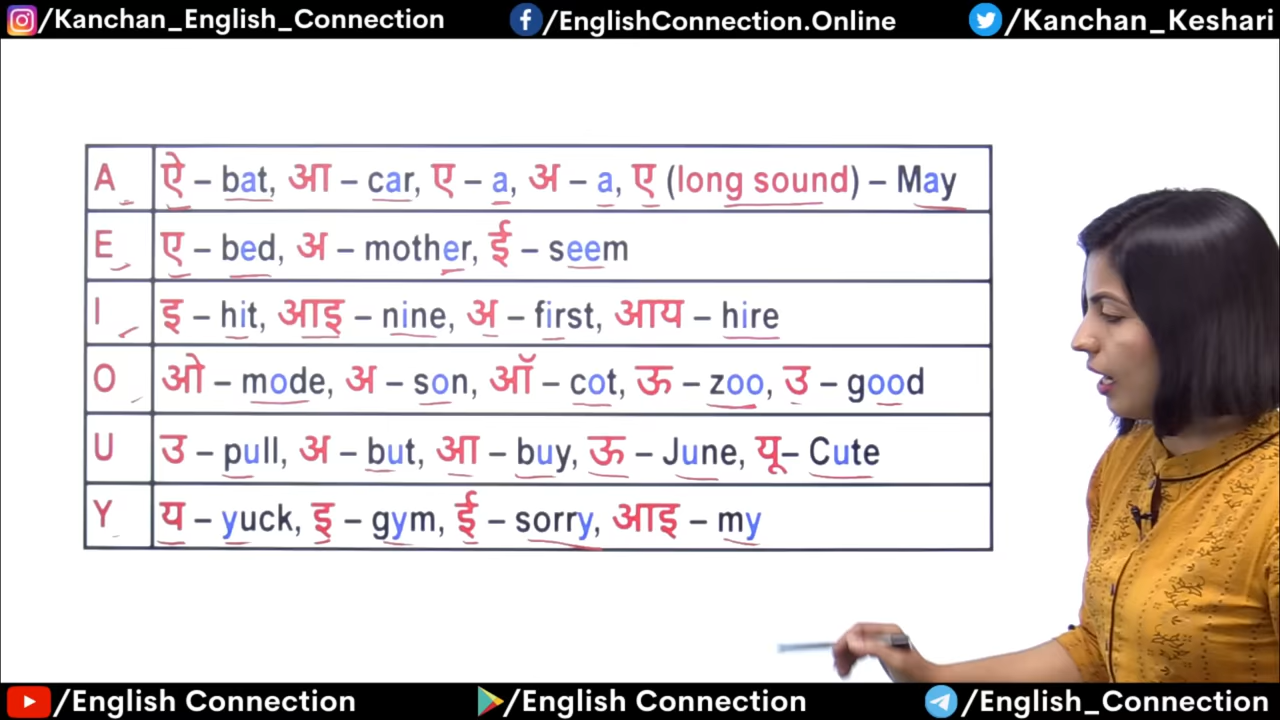 /Kanchan_English_Connection /EnglishConnection.Online /Kanchan_Keshari
A ऐ – bat, आ – car, ए – a, अ – a, ए (long sound) – May
E ए – bed, अ – mother, ई – seem
I इ – hit, आइ – nine, अ – first, आय – hire
O ओ – mode, अ – son, ऑ – cot, ऊ – zoo, उ – good
U उ – pull, अ – but, आ – buy, ऊ – June, यू– Cute
Y य – yuck, इ – gym, ई – sorry, आइ – my
/English Connection /English Connection /English_Connection